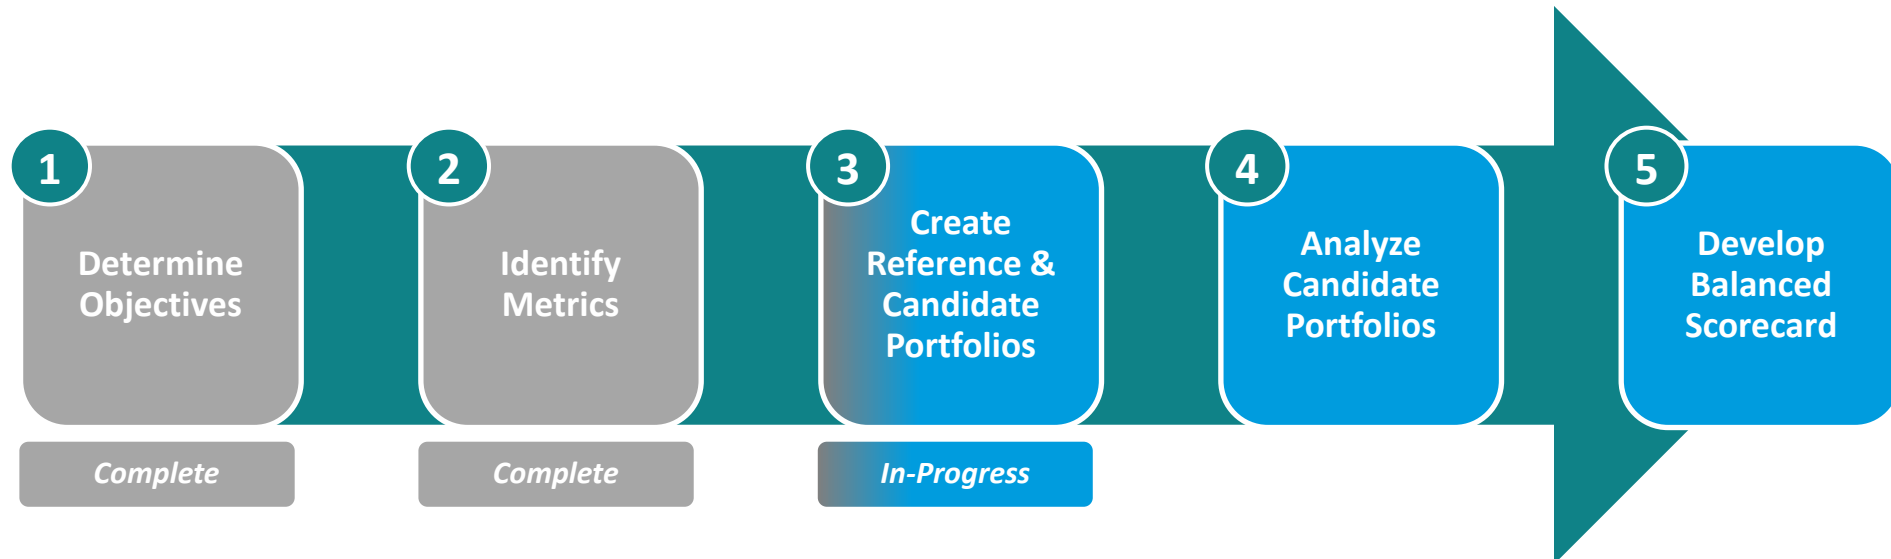 1
Determine
Objectives
Complete
2
Identify
Metrics
Complete
3
Create
Reference &
Candidate
Portfolios
In-Progress
4
Analyze
Candidate
Portfolios
5
Develop
Balanced
Scorecard